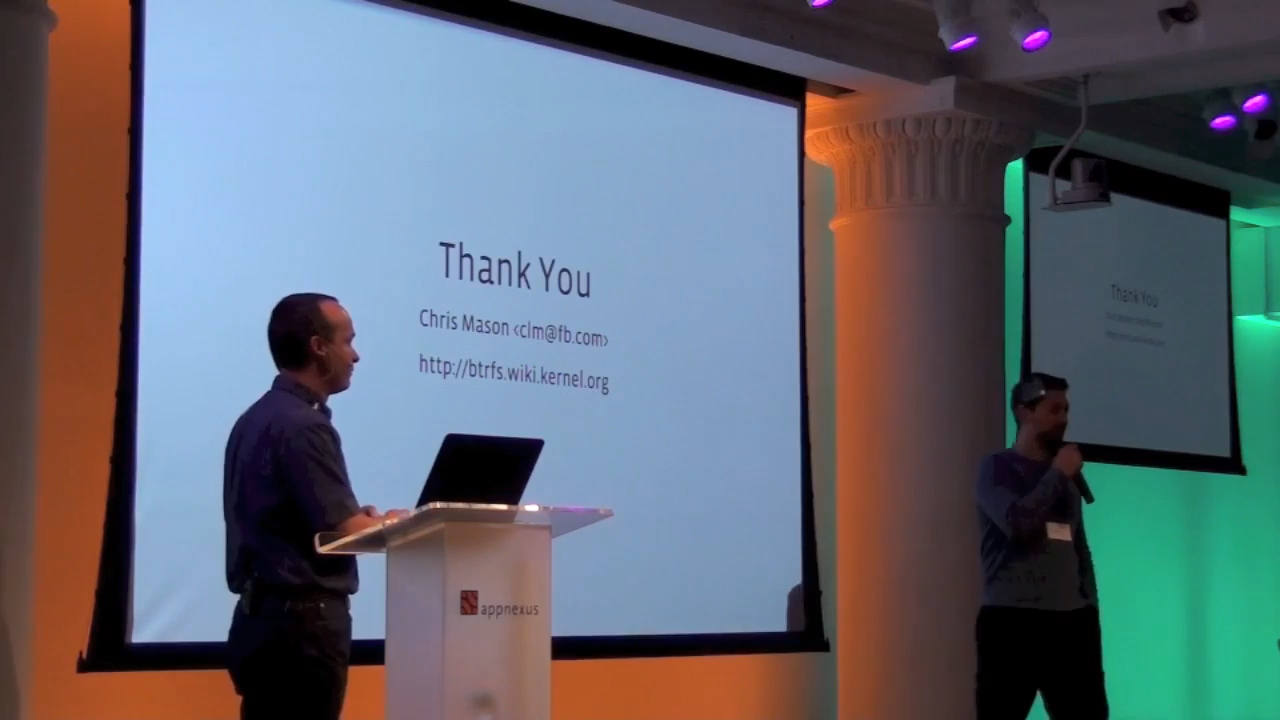 Thank You
Chris Mason <clm@fb.com>
http://btrfs.wiki.kernel.org
appnexus
Thank You